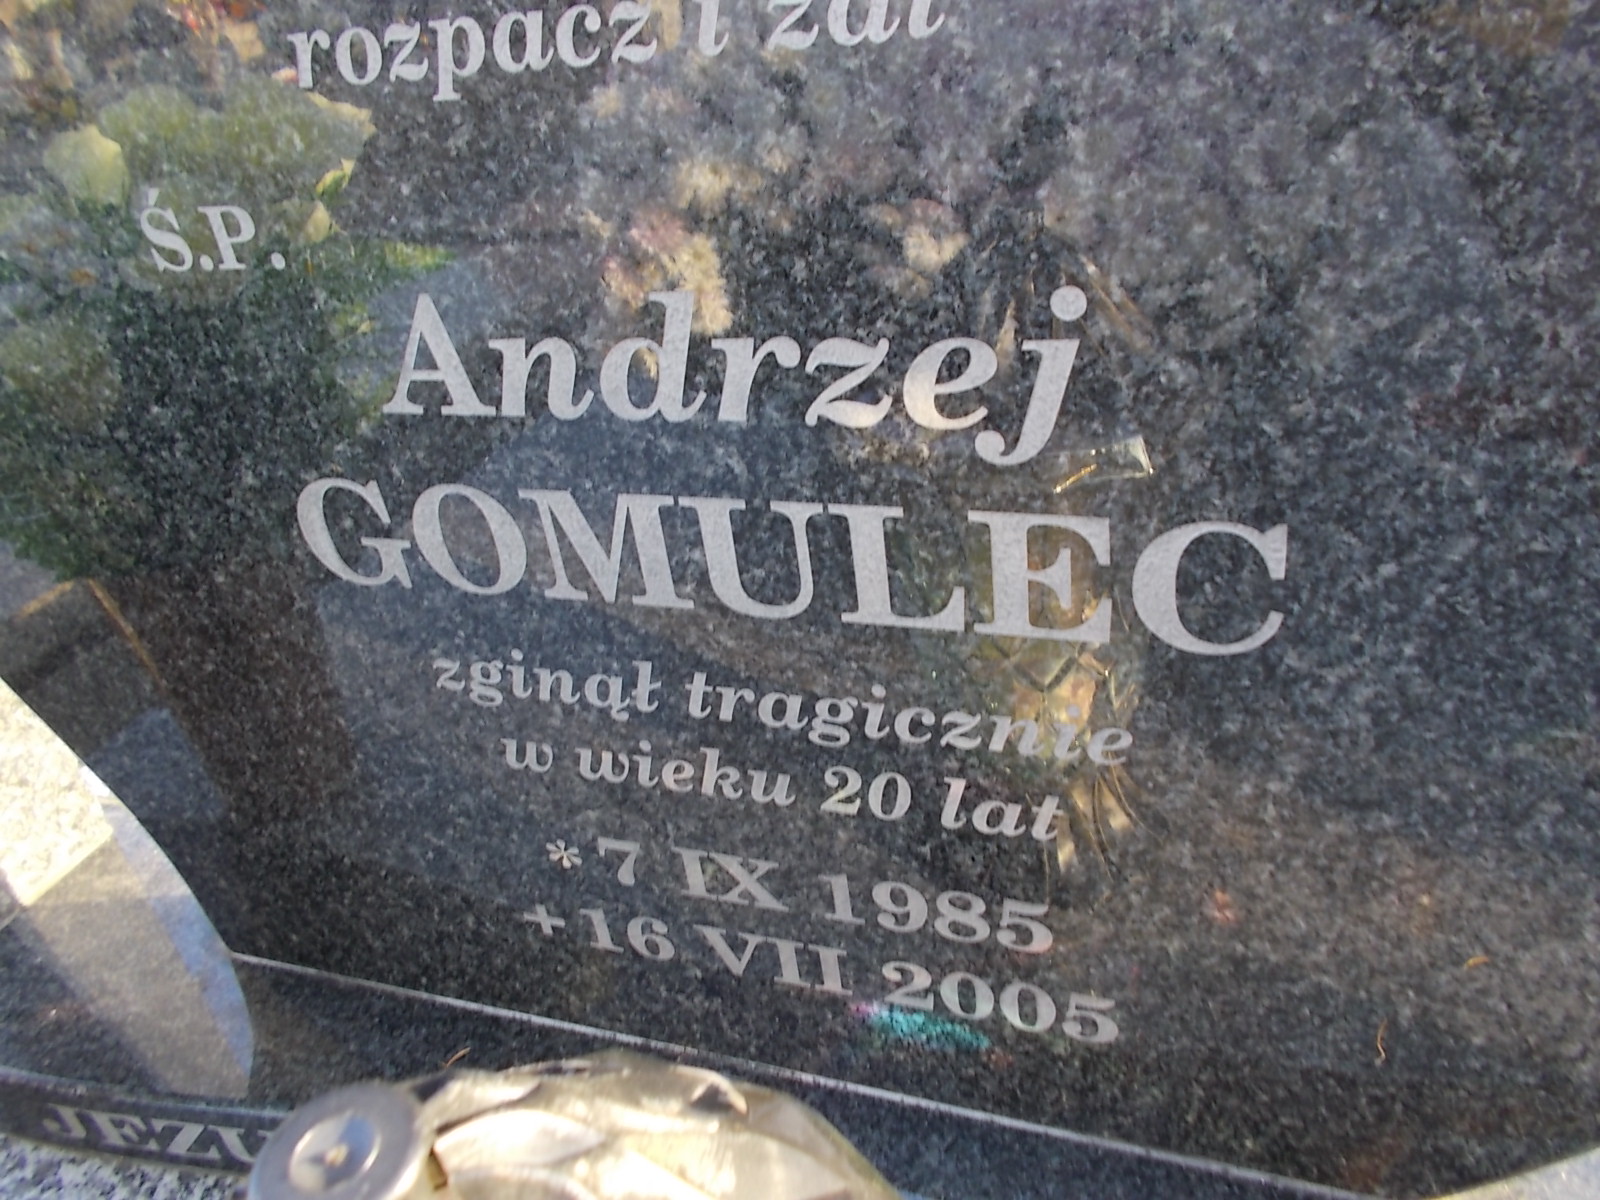 rozpacz i żal
Ś.P.
Andrzej
GOMULEC
zginął tragicznie
w wieku 20 lat
* 7 IX 1985
+ 16 VII 2005